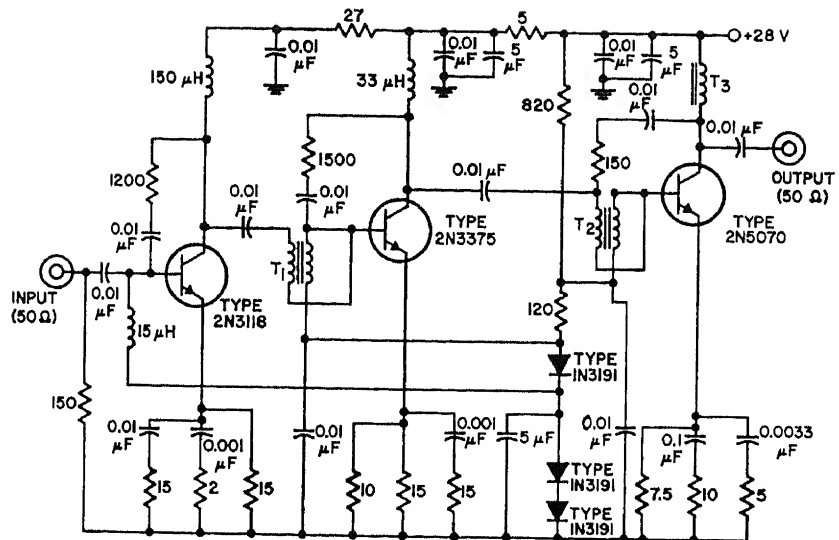 27
5
0.01
μF
0.01
μF
5
μF
0.01
μF
5
μF
+28 V
150 μH
33 μH
820
T3
0.01
μF
0.01 μF
1200
1500
150
0.01 μF
OUTPUT
(50 Ω)
0.01
μF
0.01
μF
0.01
μF
TYPE
2N3375
T2
TYPE
2N5070
INPUT
(50Ω)
0.01
μF
T1
TYPE
2N3118
15 μH
120
TYPE
1N3191
150
0.01
μF
0.001
μF
0.01
μF
0.001
μF
5 μF
0.01
μF
0.1
μF
0.0033
μF
15
2
15
10
15
15
TYPE
1N3191
TYPE
1N3191
7.5
10
5